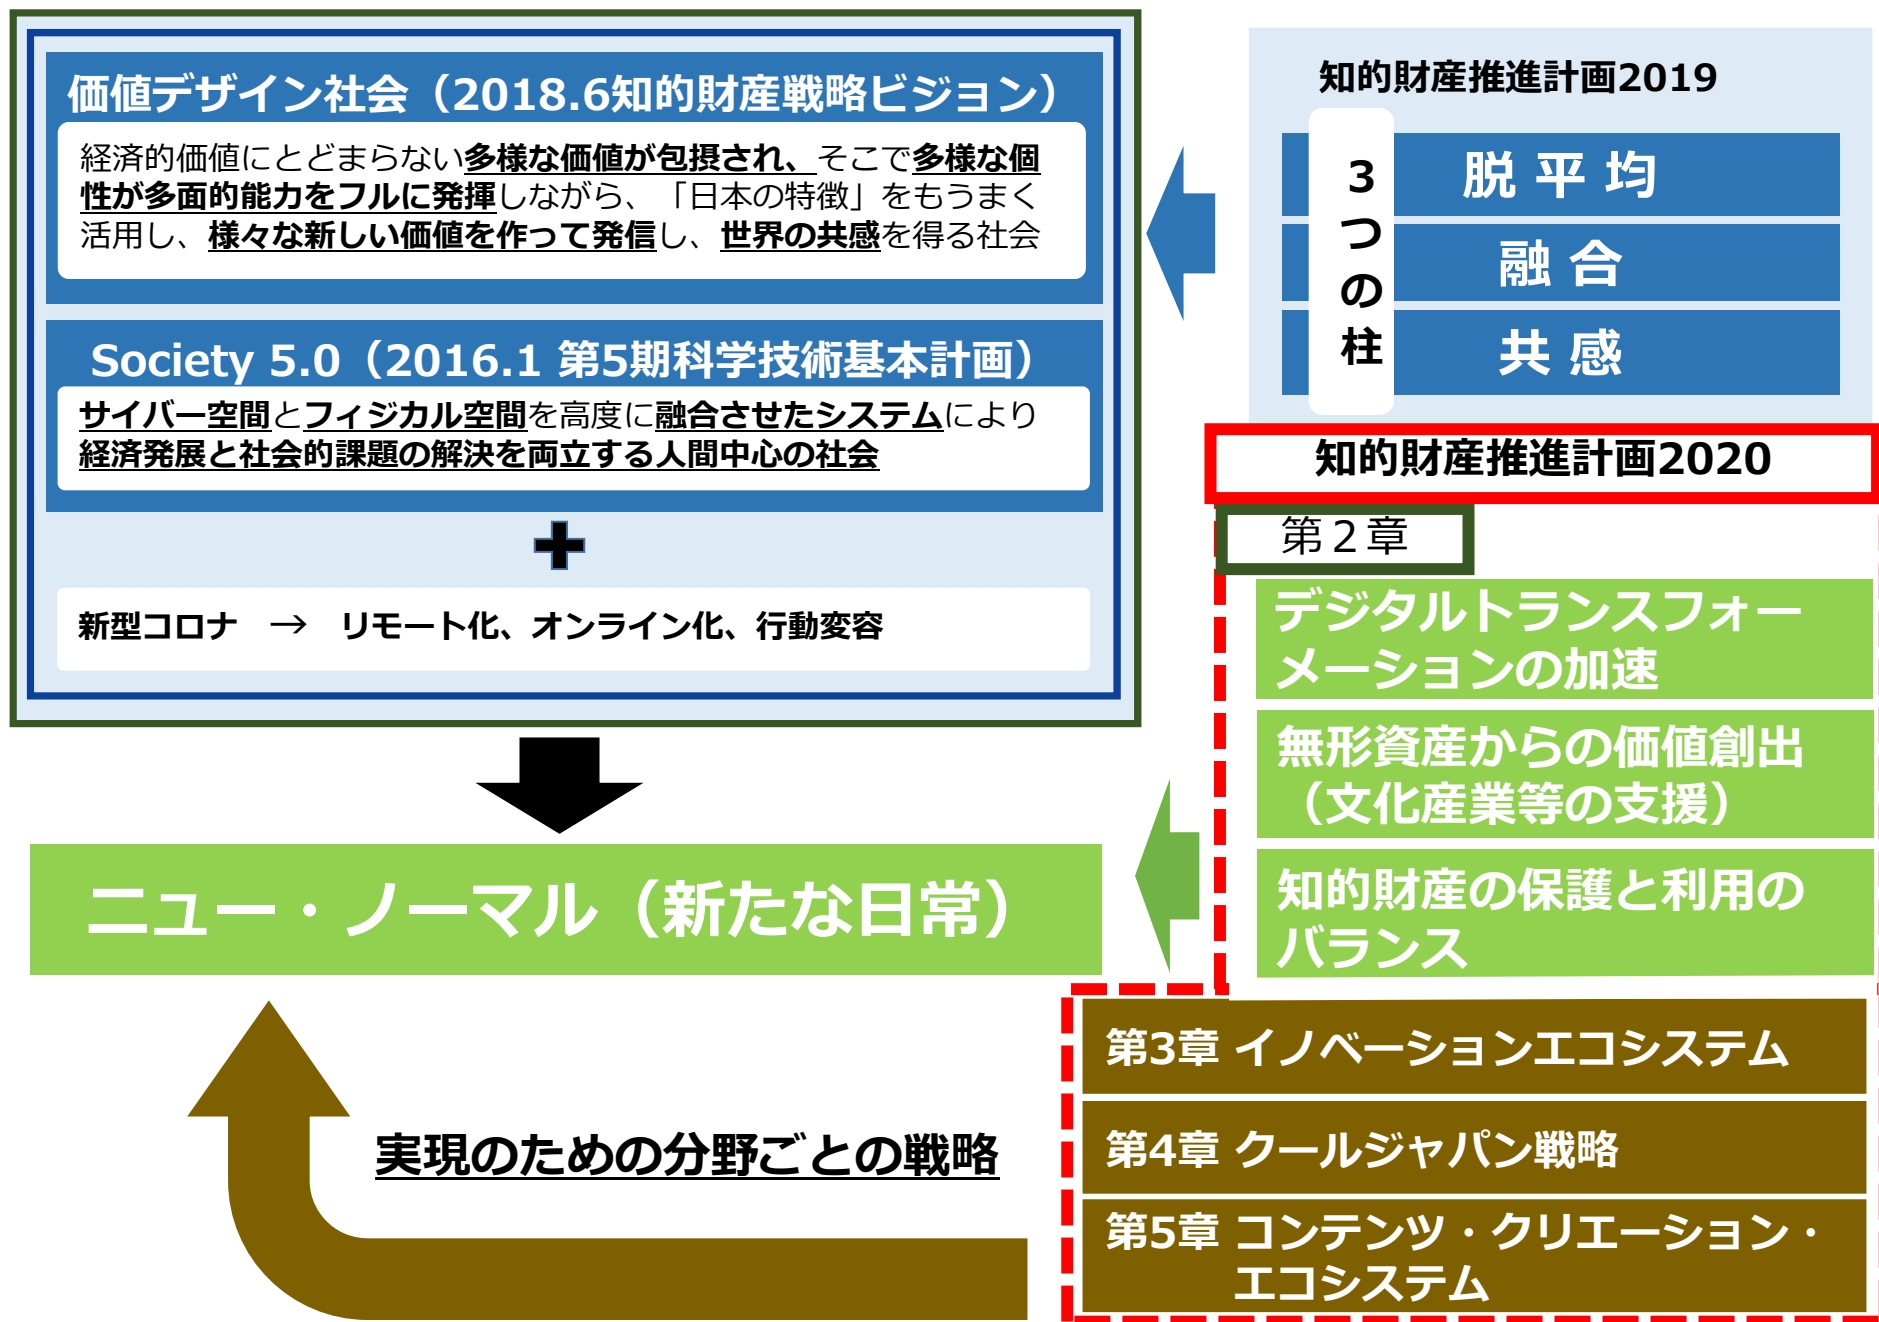 価値デザイン社会（2018.6知的財産戦略ビジョン）
経済的価値にとどまらない多様な価値が包摂され、そこで多様な個
性が多面的能力をフルに発揮しながら、「日本の特徴」をもうまく
活用し、様々な新しい価値を作って発信し、世界の共感を得る社会
Society 5.0（2016.1 第5期科学技術基本計画）
サイバー空間とフィジカル空間を高度に融合させたシステムにより
経済発展と社会的課題の解決を両立する人間中心の社会
新型コロナ　→　リモート化、オンライン化、行動変容
ニュー・ノーマル（新たな日常）
実現のための分野ごとの戦略
知的財産推進計画2019
３つの柱
脱 平 均
融 合
共 感
知的財産推進計画2020
第２章
デジタルトランスフォー
メーションの加速
無形資産からの価値創出
（文化産業等の支援）
知的財産の保護と利用の
バランス
第3章 イノベーションエコシステム
第4章 クールジャパン戦略
第5章 コンテンツ・クリエーション・
エコシステム